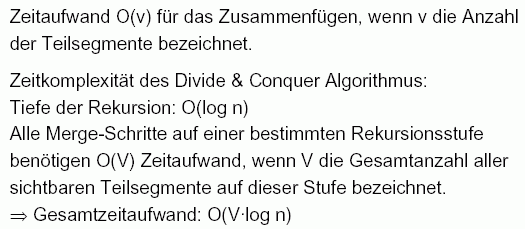 Zeitaufwand O(v) für das Zusammenfügen, wenn v die Anzahl
der Teilsegmente bezeichnet.
Zeitkomplexität des Divide & Conquer Algorithmus:
Tiefe der Rekursion: O(log n)
Alle Merge-Schritte auf einer bestimmten Rekursionsstufe
benötigen O(V) Zeitaufwand, wenn V die Gesamtanzahl aller
sichtbaren Teilsegmente auf dieser Stufe bezeichnet.
⇒ Gesamtzeitaufwand: O(V·log n)